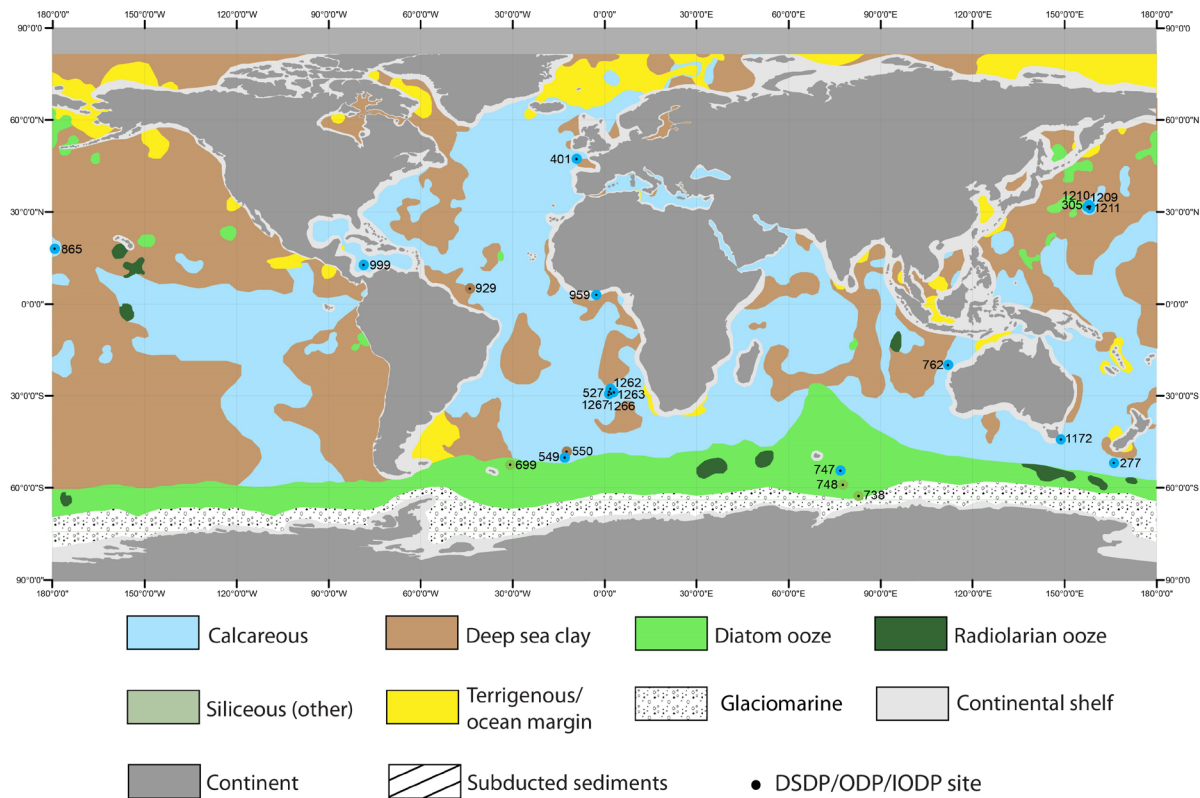 180°0'0" 150°0'0"W 120°0'0"W 90°0'0"W 60°0'0"W 30°0'0"W 0°0'0" 30°0'0"E 60°0'0"E 90°0'0"E 120°0'0"E 150°0'0"E 180°0'0"
90°0'0" 90°0'0"
60°0'0"N 60°0'0"N
401
1210 1209
30°0'0"N 305 1211 30°0'0"N
865
999
929
959
0°0'0" 0°0'0"
762
1262
527 1263
30°0'0"S 1267 1266 30°0'0"S
1172
550
549
699
277
747
748
738
60°0'0"S 60°0'0"S
90°0'0" 90°0'0"
180°0'0" 150°0'0"W 120°0'0"W 90°0'0"W 60°0'0"W 30°0'0"W 0°0'0" 30°0'0"E 60°0'0"E 90°0'0"E 120°0'0"E 150°0'0"E 180°0'0"
Calcareous
Deep sea clay
Diatom ooze
Radiolarian ooze
Siliceous (other)
Terrigenous/
ocean margin
Glaciomarine
Continental shelf
Continent
Subducted sediments
DSDP/ODP/IODP site